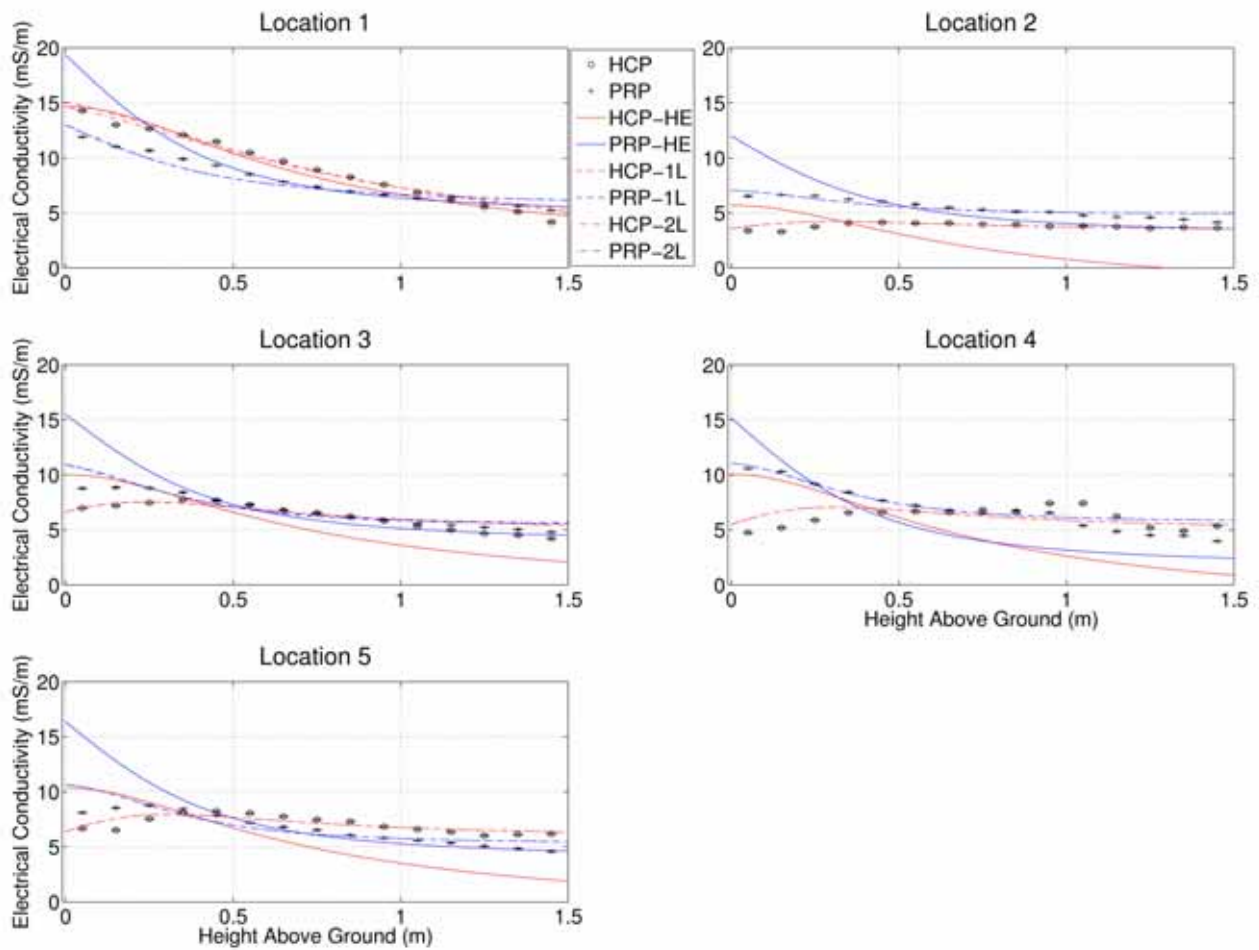 Location 1
Location 2
20
15
10
5
0
Electrical Conductivity (mS/m)
0 0.5 1 1.5
HCP
PRP
HCP-HE
PRP-HE
HCP-1L
PRP-1L
HCP-2L
PRP-2L
20
15
10
5
0
0 0.5 1 1.5
Location 3
Location 4
20
15
10
5
0
Electrical Conductivity (mS/m)
0 0.5 1 1.5
20
15
10
5
0
0 0.5 1 1.5
Height Above Ground (m)
Location 5
20
15
10
5
0
Electrical Conductivity (mS/m)
0 0.5 1 1.5
Height Above Ground (m)